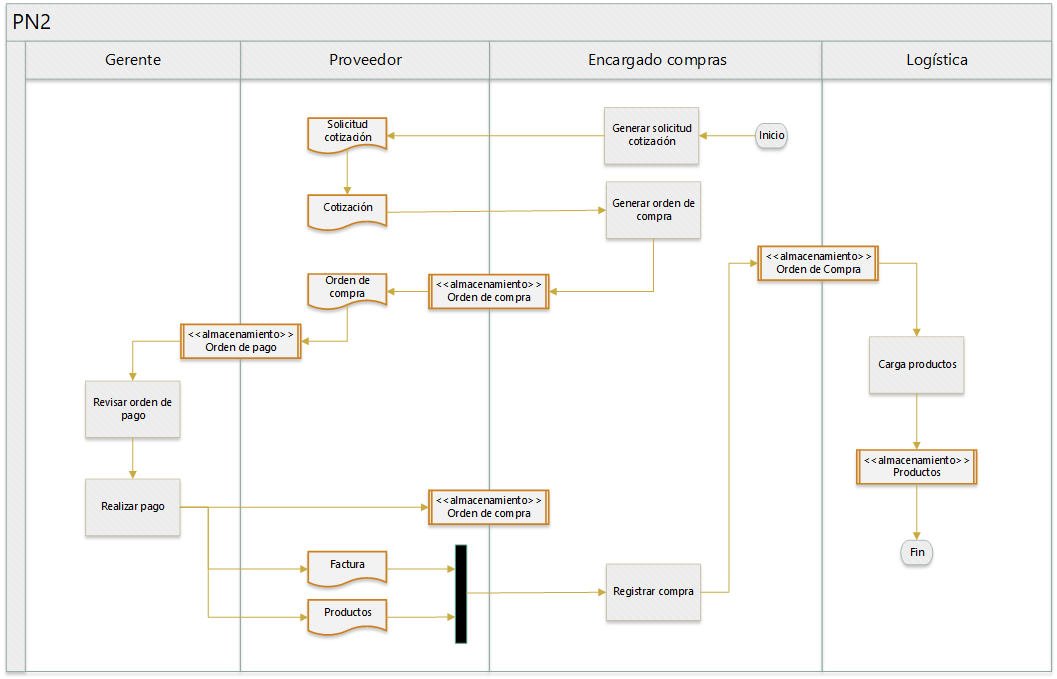 PN2
Gerente
Proveedor
Encargado compras
Logística
Solicitud
cotización
Generar solicitud
cotización
Inicio
Cotización
Generar orden de
compra
<<almacenamiento>>
Orden de Compra
Orden de
compra
<<almacenamiento>>
Orden de compra
<<almacenamiento>>
Orden de pago
Carga productos
Revisar orden de
pago
<<almacenamiento>>
Productos
Realizar pago
<<almacenamiento>>
Orden de compra
Fin
Factura
Registrar compra
Productos